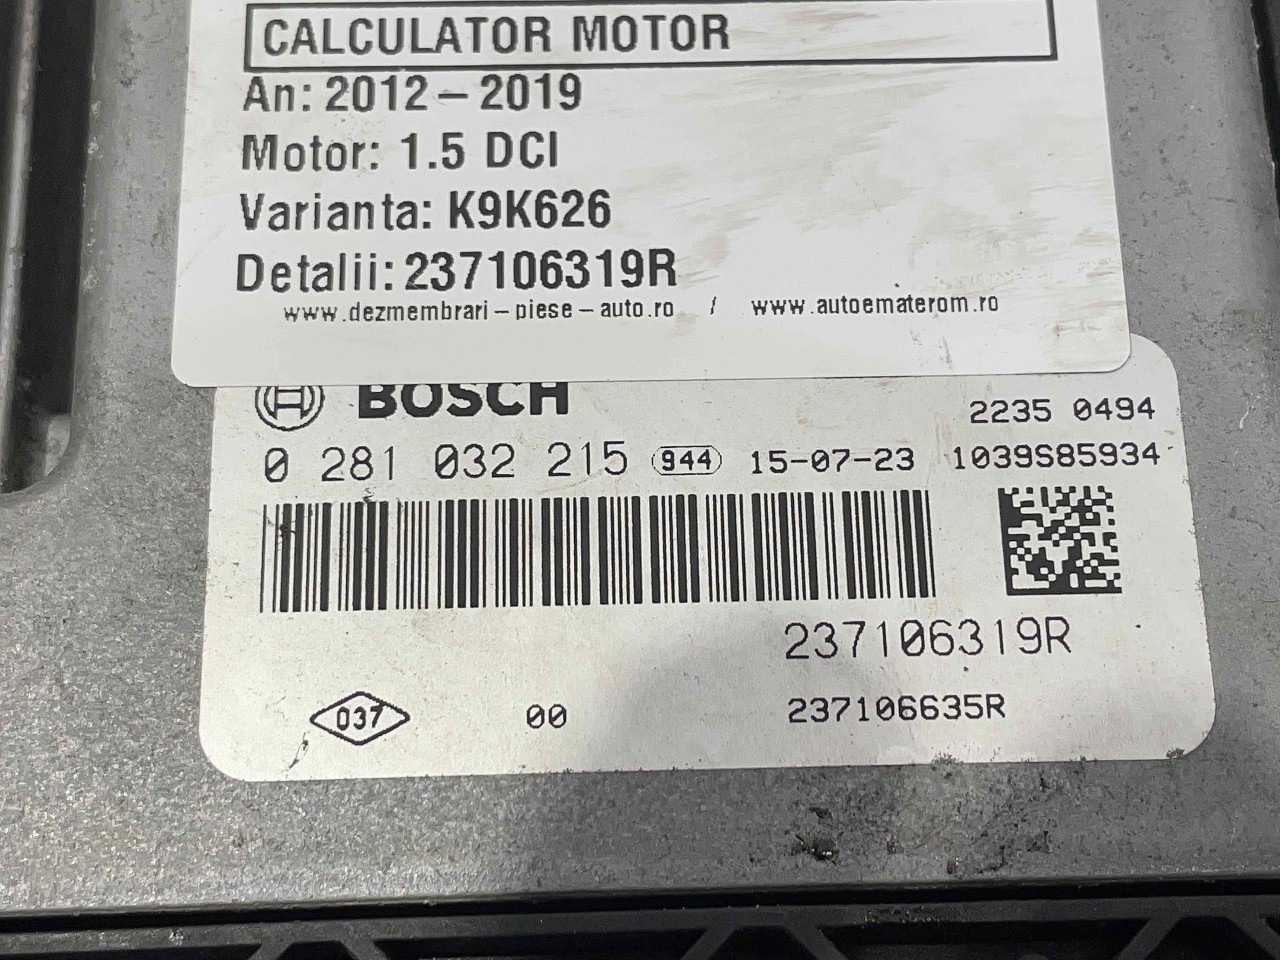 CALCULATOR MOTOR
An: 2012 - 2019
Motor: 1.5 DCI
Varianta: K9K626
Detalii: 237106319R
www.dezmembrari-piese-auto.ro / www.autoematerom.ro
BOSCH
2235 0494
0 281 032 215 944 15-07-23 1039S85934
237106319R
037 00 237106635R